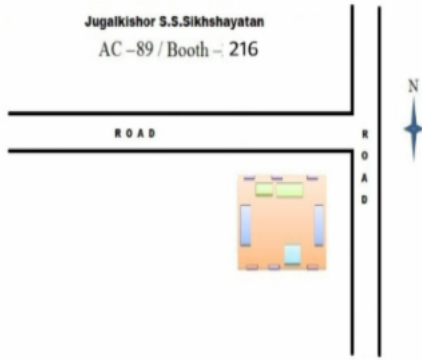 Jugalkishor S.S.Sikhshayatan
AC –89 / Booth – 216
N
ROAD
ROAD